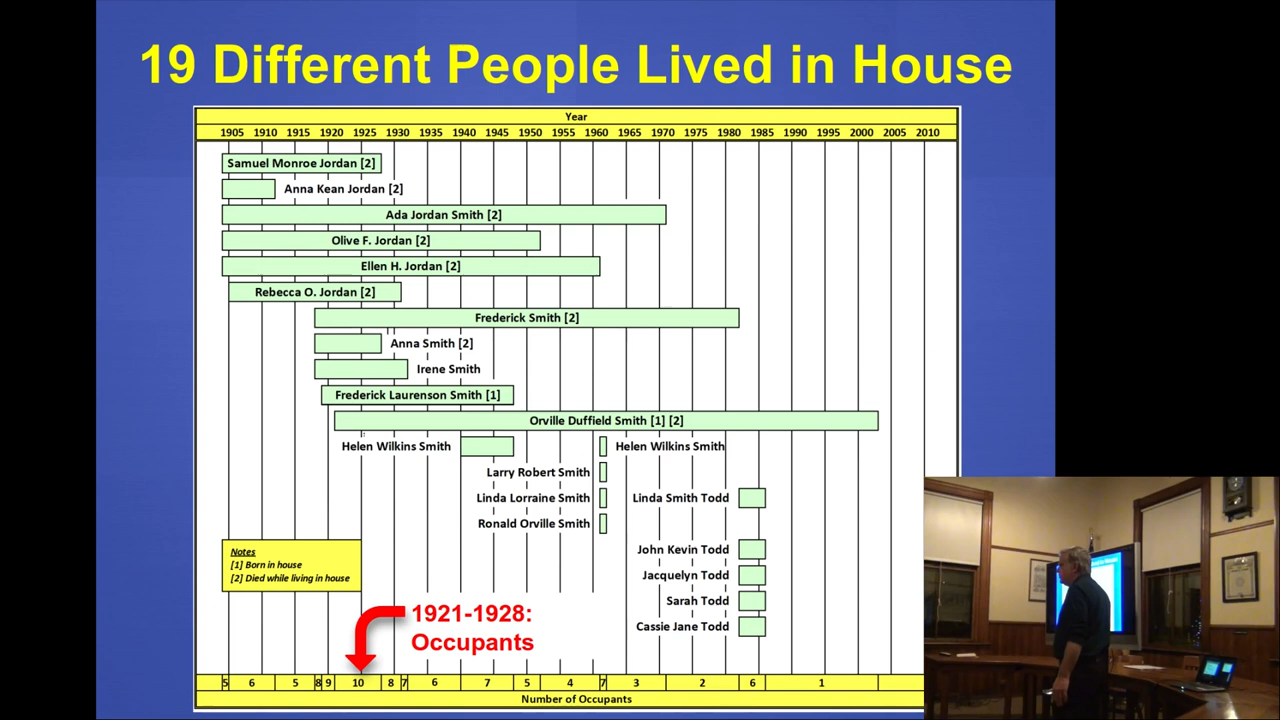 19 Different People Lived in House
Year
1905 1910 1915 1920 1925 1930 1935 1940 1945 1950 1955 1960 1965 1970 1975 1980 1985 1990 1995 2000 2005 2010
Samuel Monroe Jordan [2]
Anna Kean Jordan [2]
Ada Jordan Smith [2]
Olive F. Jordan [2]
Ellen H. Jordan [2]
Rebecca O. Jordan [2]
Frederick Smith [2]
Anna Smith [2]
Irene Smith
Frederick Laurenson Smith [1]
Orville Duffield Smith [1] [2]
Helen Wilkins Smith Helen Wilkins Smith
Larry Robert Smith
Linda Lorraine Smith Linda Smith Todd
Ronald Orville Smith
Notes
[1] Born in house
[2] Died while living in house
John Kevin Todd
Jacquelyn Todd
Sarah Todd
Cassie Jane Todd
1921-1928:
Occupants
5 6 5 8 9 10 8 7 6 7 5 4 7 3 2 6 1
Number of Occupants